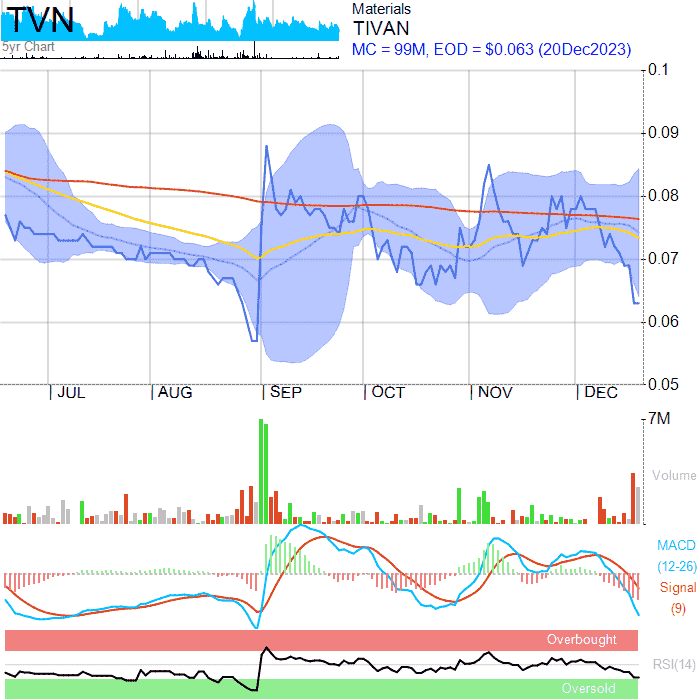 TVN
5yr Chart
Materials
TIVAN
MC = 99M, EOD = $0.063 (20Dec2023)
0.1
0.09
0.08
0.07
0.06
0.05
JUL AUG SEP OCT NOV DEC
7M
Volume
MACD
(12-26)
Signal
(9)
Overbought
RSI(14)
Oversold